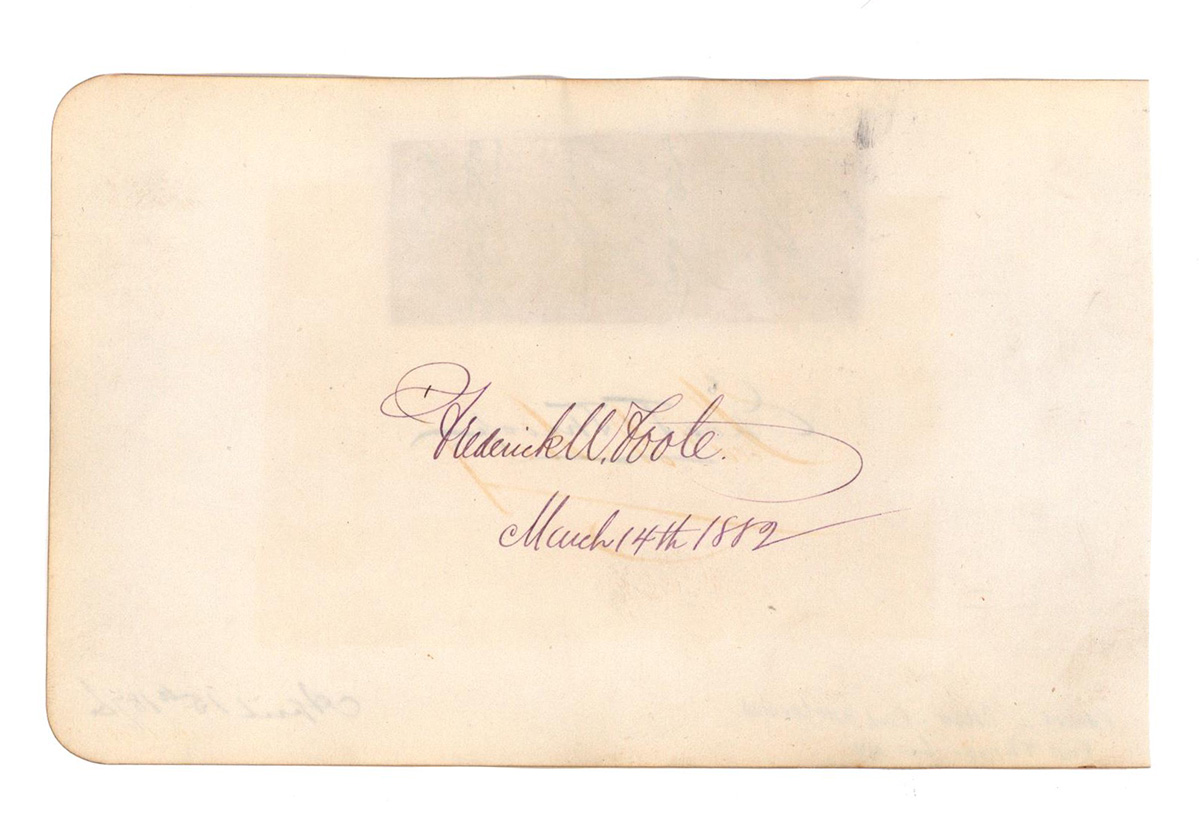 Frederick W. Foote.
March 14th 1882